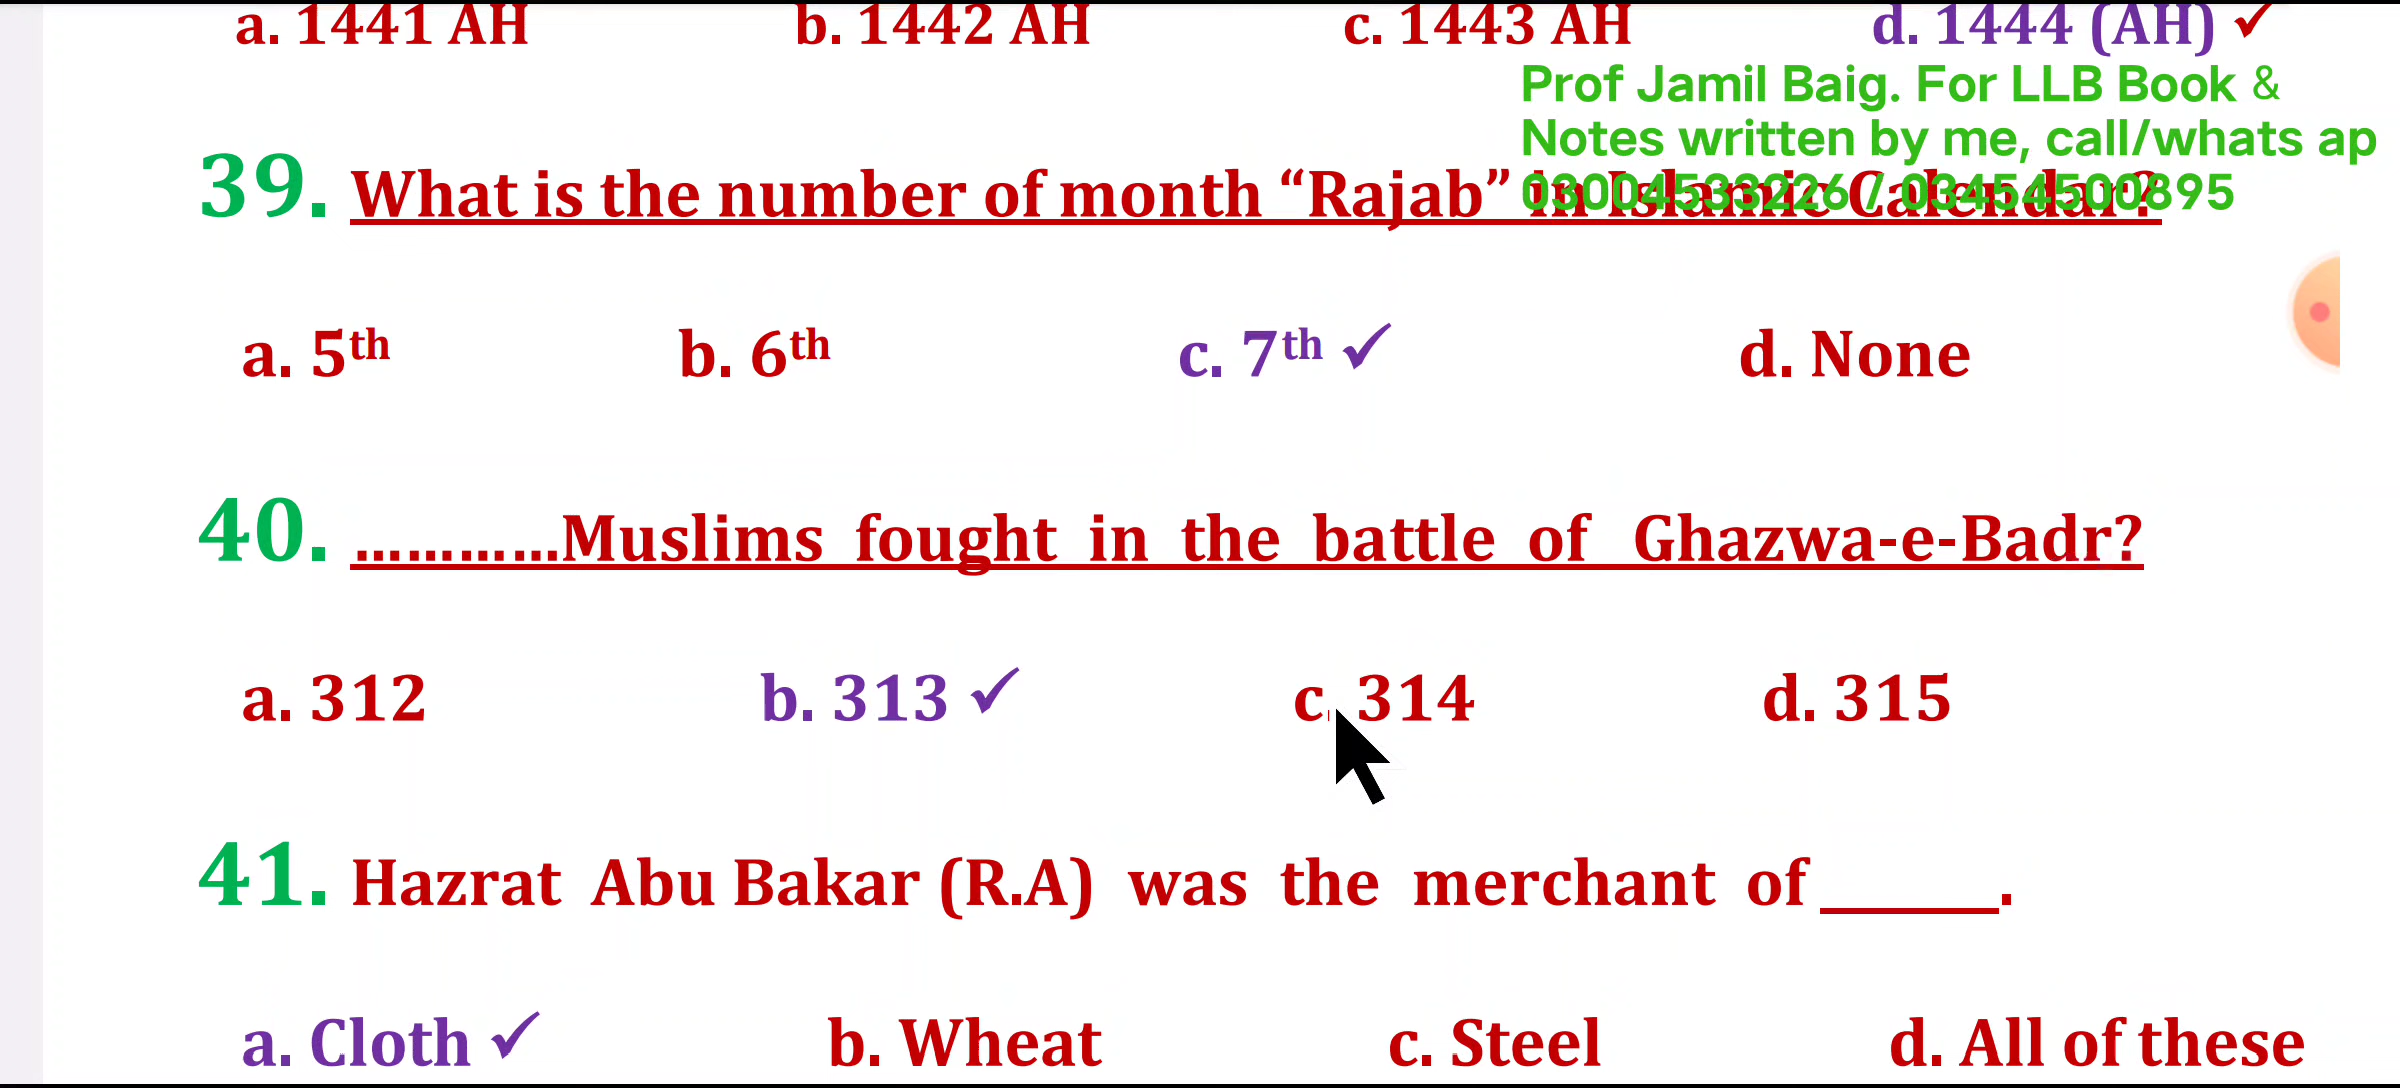 a. 1441 AH b. 1442 AH c. 1443 AH d. 1444 (AH) ✓
Prof Jamil Baig. For LLB Book &
Notes written by me, call/whats ap
03004533226 / 03454500895
39. What is the number of month “Rajab” in Islamic Calendar?
a. 5th b. 6th c. 7th ✓ d. None
40. ............Muslims fought in the battle of Ghazwa-e-Badr?
a. 312 b. 313 ✓ c. 314 d. 315
41. Hazrat Abu Bakar (R.A) was the merchant of ______.
a. Cloth ✓ b. Wheat c. Steel d. All of these